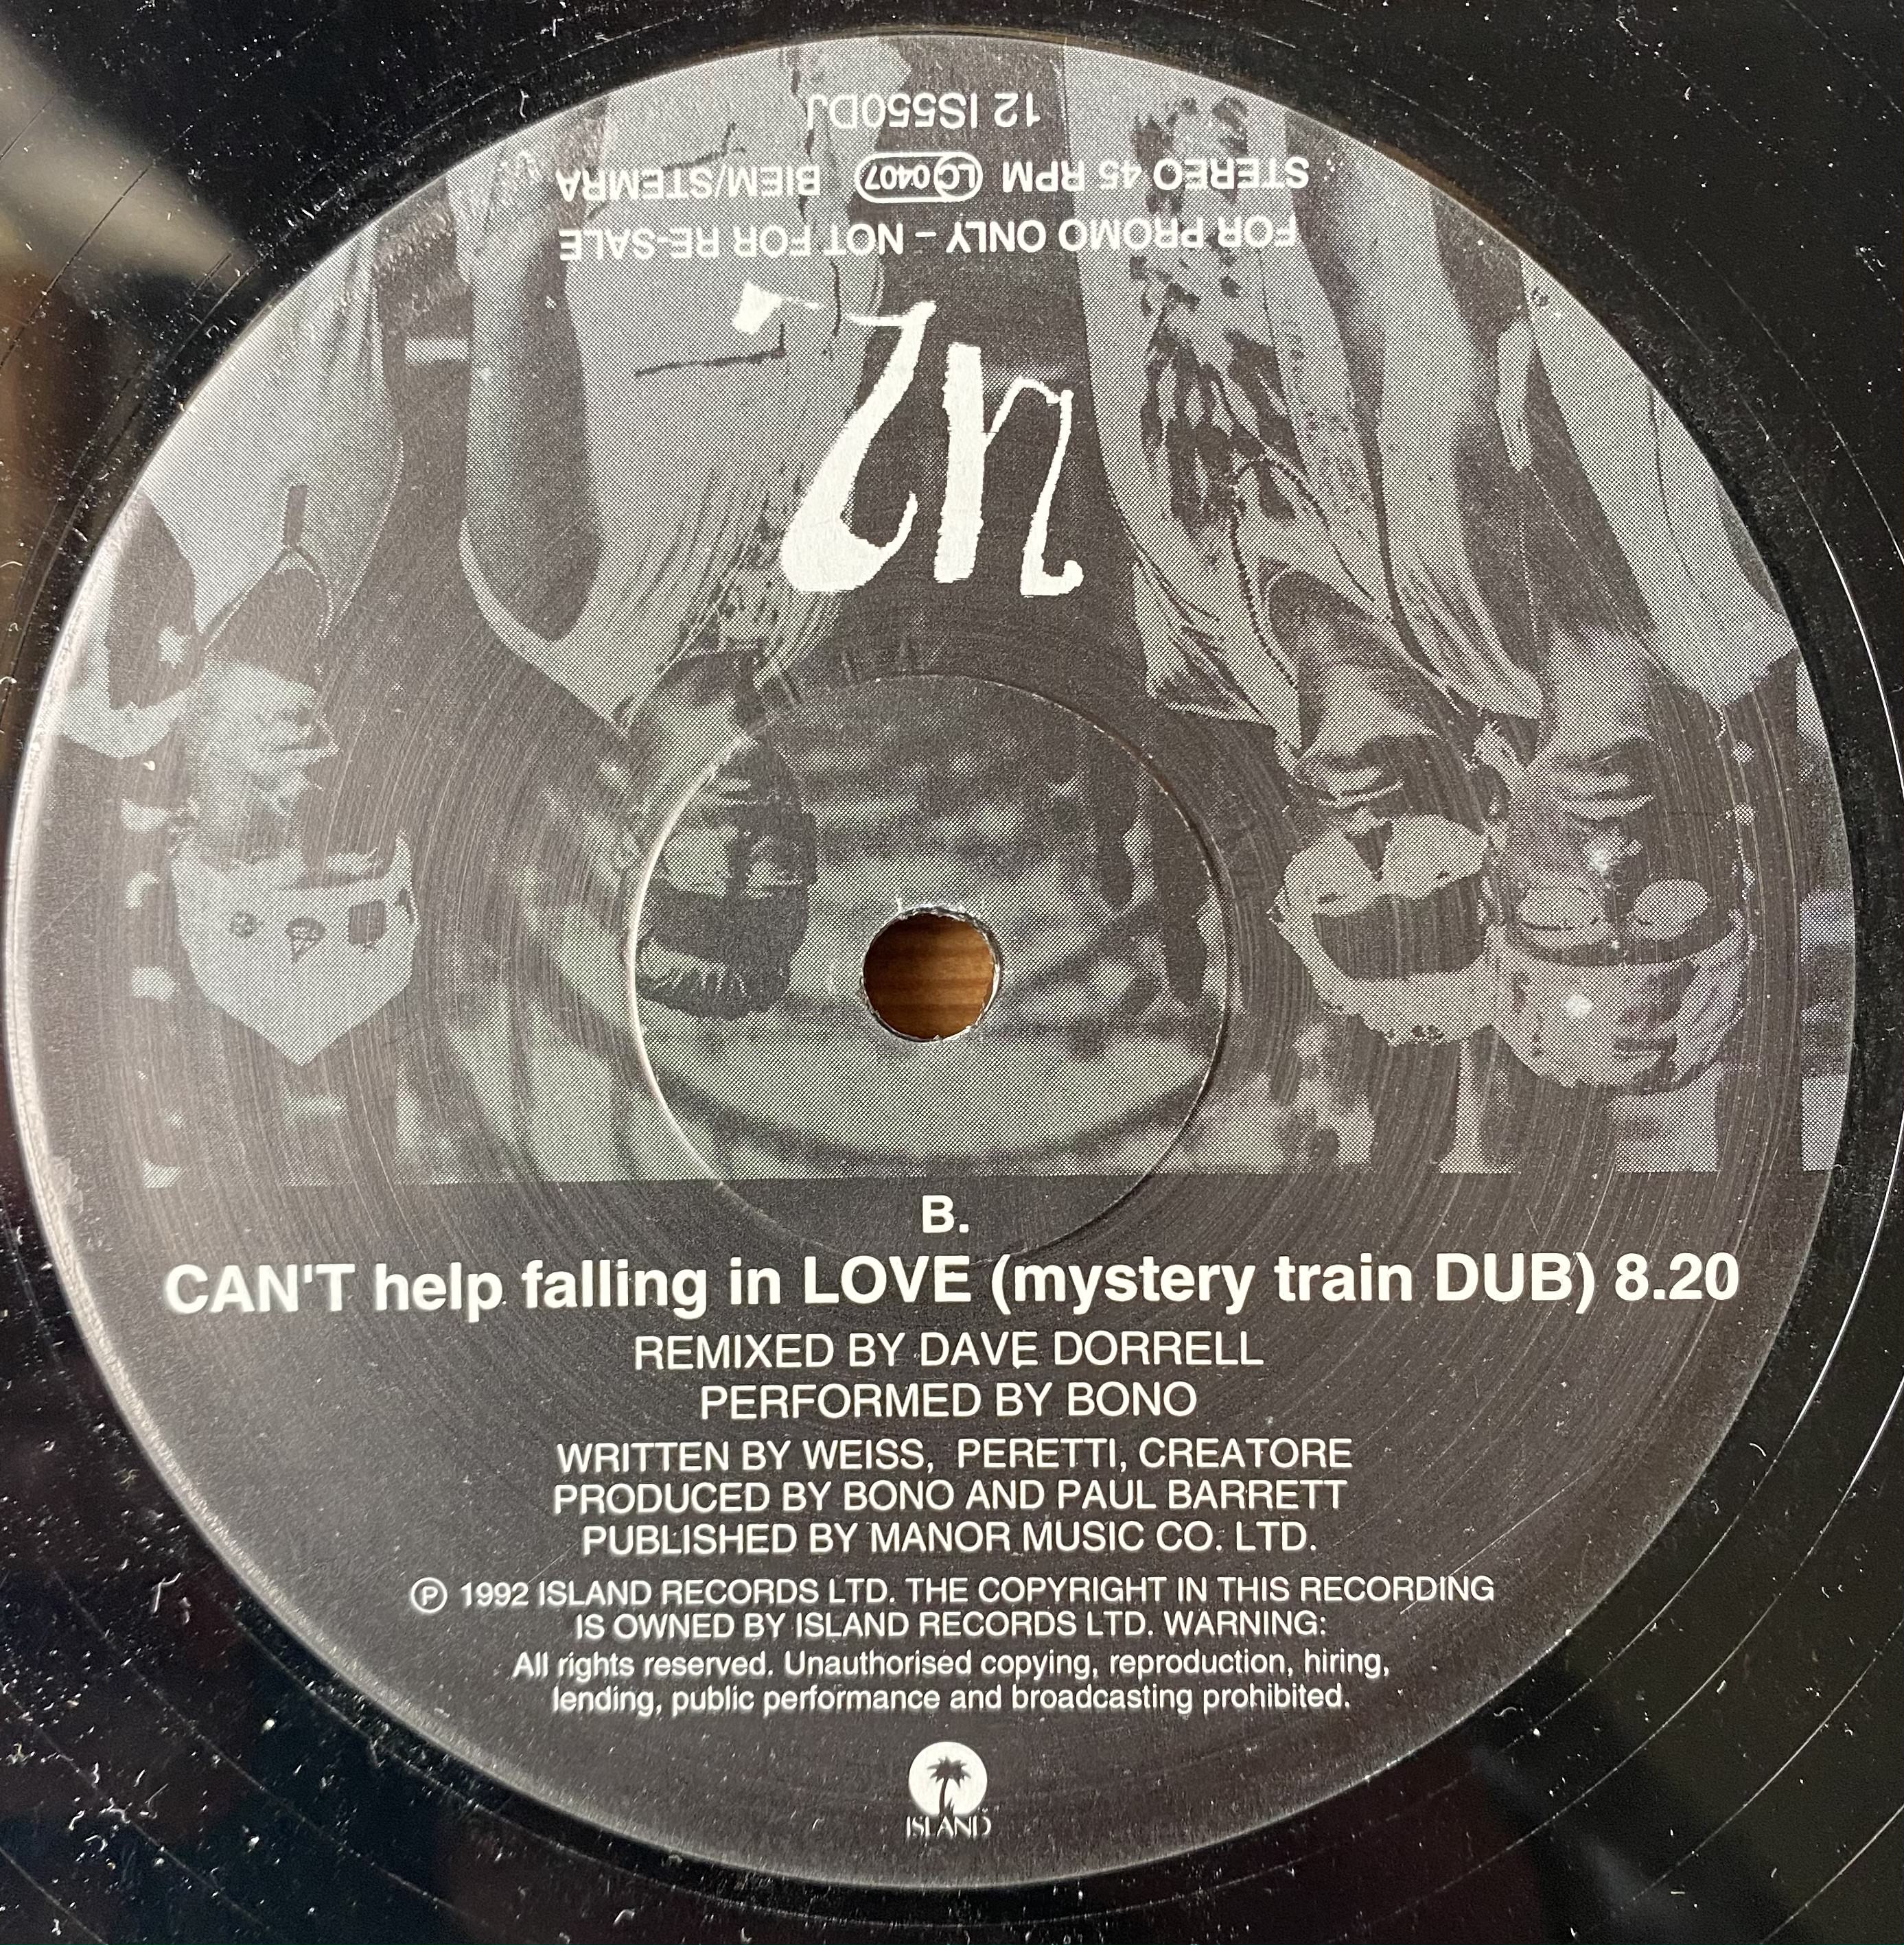 12 IS550DJ
STEREO 45 RPM LC 0407 BIEM/STEMRA
FOR PROMO ONLY – NOT FOR RE-SALE
u2
B.
CAN'T help falling in LOVE (mystery train DUB) 8.20
REMIXED BY DAVE DORRELL
PERFORMED BY BONO
WRITTEN BY WEISS, PERETTI, CREATORE
PRODUCED BY BONO AND PAUL BARRETT
PUBLISHED BY MANOR MUSIC CO. LTD.
℗ 1992 ISLAND RECORDS LTD. THE COPYRIGHT IN THIS RECORDING
IS OWNED BY ISLAND RECORDS LTD. WARNING:
All rights reserved. Unauthorised copying, reproduction, hiring,
lending, public performance and broadcasting prohibited.
ISLAND